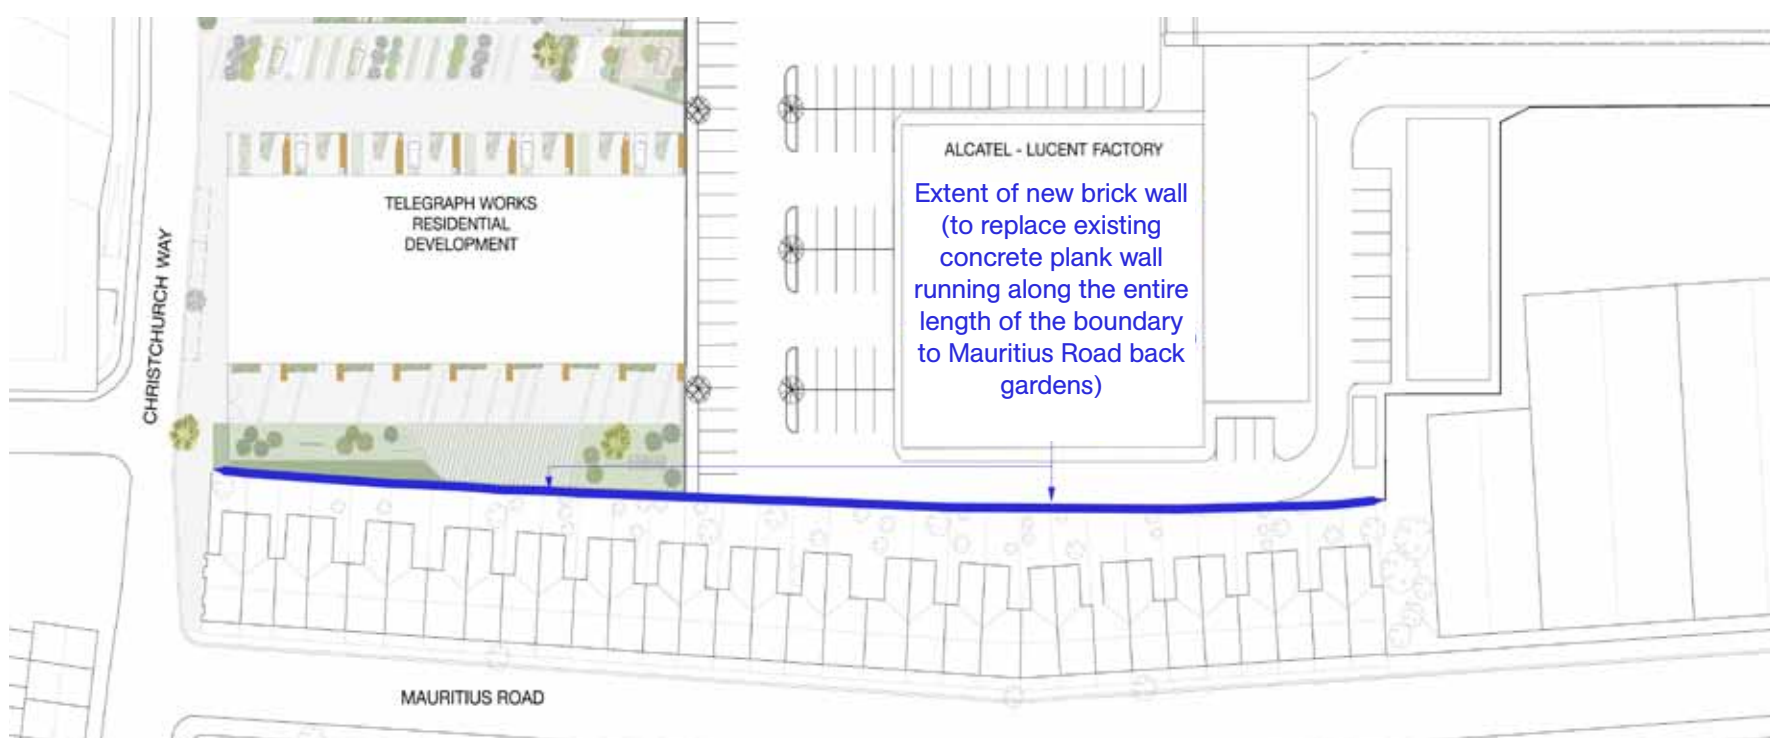 ALCATEL - LUCENT FACTORY
Extent of new brick wall
(to replace existing
concrete plank wall
running along the entire
length of the boundary
to Mauritius Road back
gardens)
TELEGRAPH WORKS
RESIDENTIAL
DEVELOPMENT
CHRISTCHURCH WAY
MAURITIUS ROAD